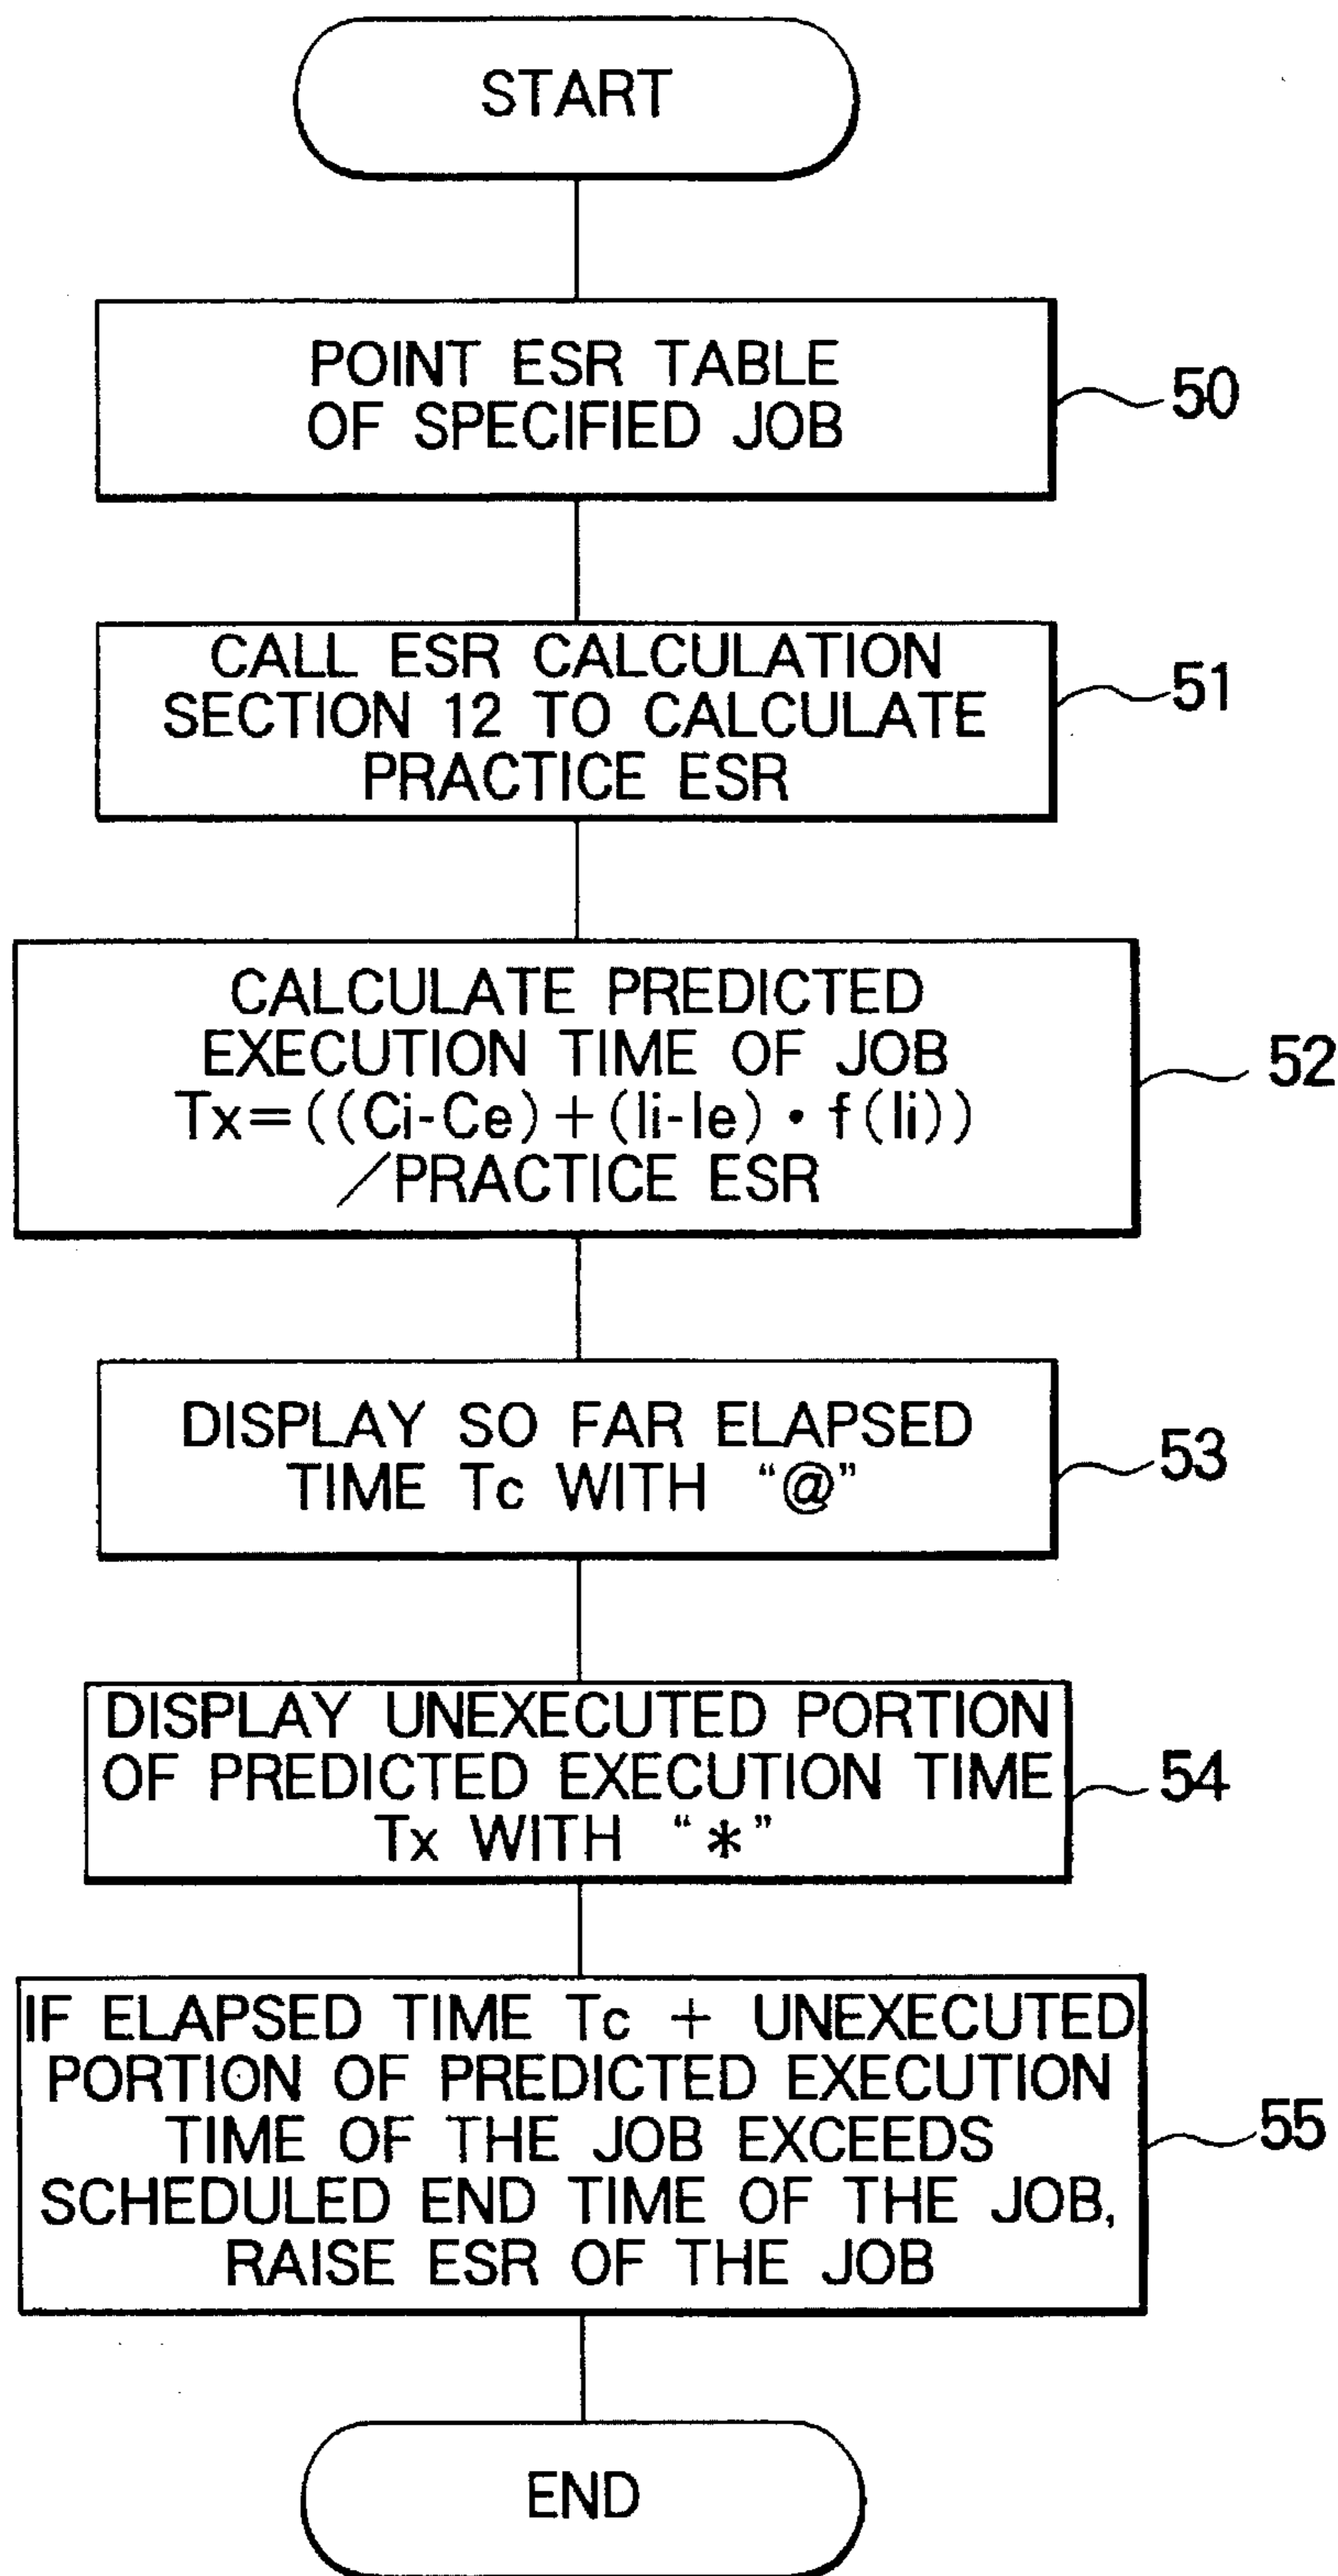 START
POINT ESR TABLE
OF SPECIFIED JOB
50
CALL ESR CALCULATION
SECTION 12 TO CALCULATE
PRACTICE ESR
51
CALCULATE PREDICTED
EXECUTION TIME OF JOB
Tx=((Ci-Ce)+(Ii-Ie)・f(Ii))
/PRACTICE ESR
52
DISPLAY SO FAR ELAPSED
TIME Tc WITH “@”
53
DISPLAY UNEXECUTED PORTION
OF PREDICTED EXECUTION TIME
Tx WITH “*”
54
IF ELAPSED TIME Tc + UNEXECUTED
PORTION OF PREDICTED EXECUTION
TIME OF THE JOB EXCEEDS
SCHEDULED END TIME OF THE JOB,
RAISE ESR OF THE JOB
55
END